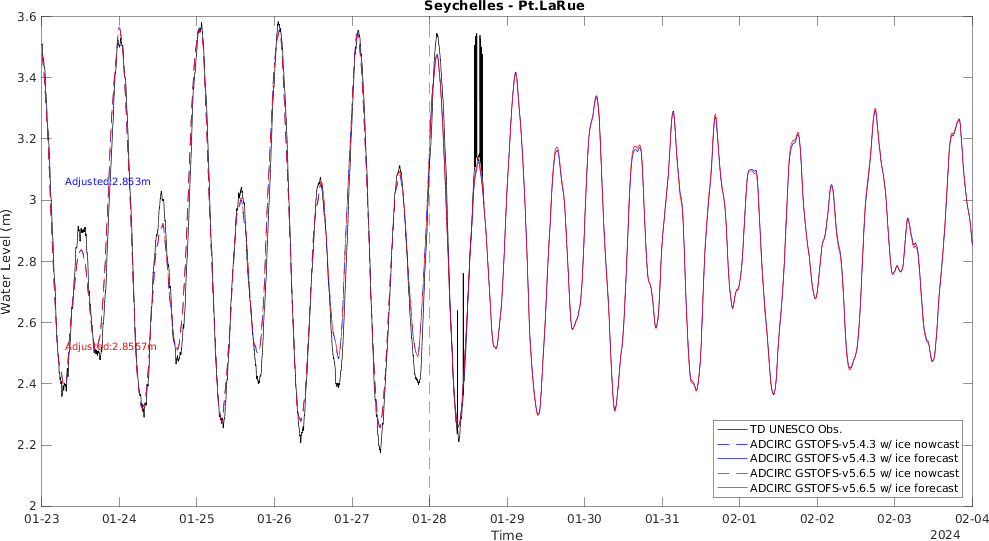 Seychelles - Pt.LaRue
3.6
3.4
3.2
3
2.8
2.6
2.4
2.2
2
Water Level (m)
Adjusted:2.853m
Adjusted:2.8557m
TD UNESCO Obs.
ADCIRC GSTOFS-v5.4.3 w/ ice nowcast
ADCIRC GSTOFS-v5.4.3 w/ ice forecast
ADCIRC GSTOFS-v5.6.5 w/ ice nowcast
ADCIRC GSTOFS-v5.6.5 w/ ice forecast
01-23 01-24 01-25 01-26 01-27 01-28 01-29 01-30 01-31 02-01 02-02 02-03 02-04
Time
2024